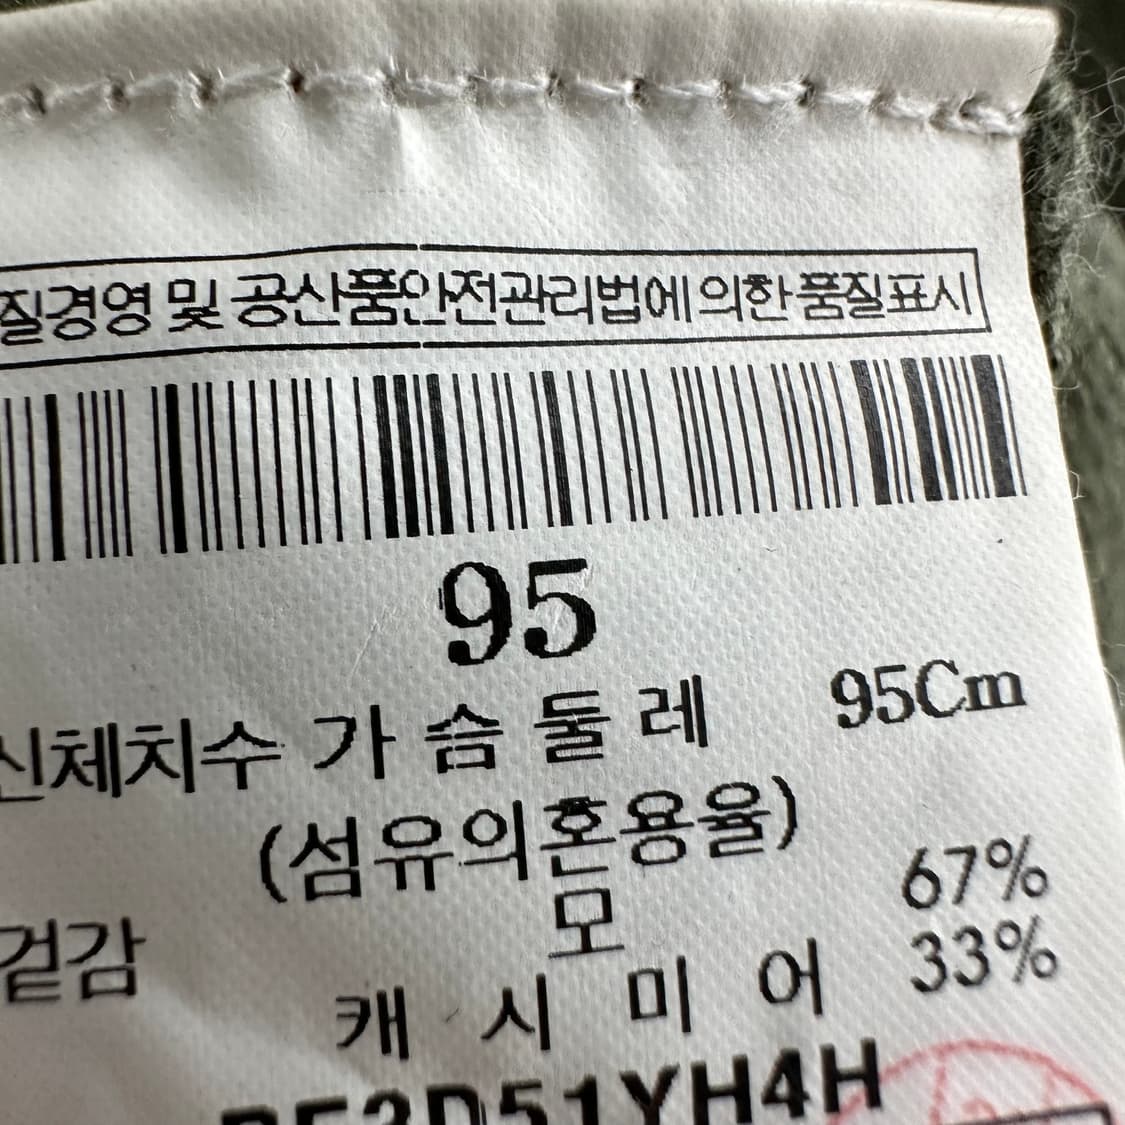 질경영 및 공산품안전관리법에 의한 품질표시
95
신체치수 가 슴 둘 레 95Cm
(섬유의혼용율)
겉감 모 67%
캐 시 미 어 33%